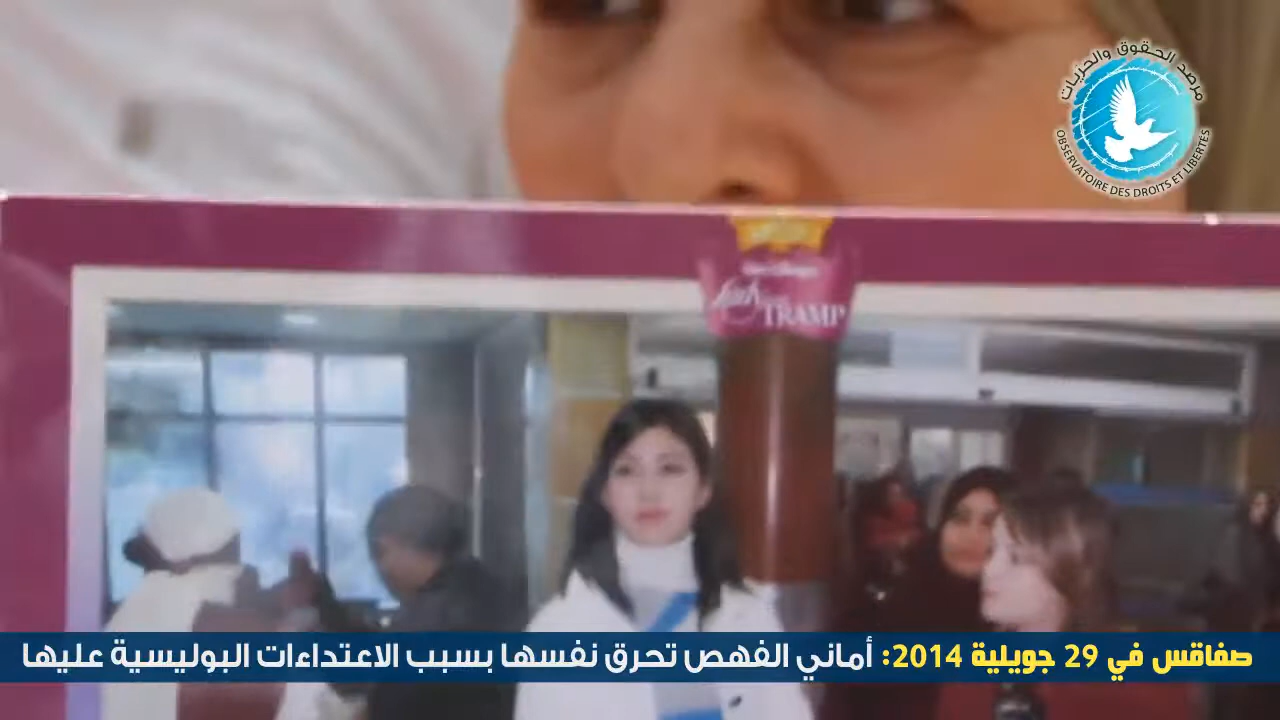 مرصد الحقوق والحريات
OBSERVATOIRE DES DROITS ET LIBERTÉS
Lady
TRAMP
صفاقس في 29 جويلية 2014: أماني الفهص تحرق نفسها بسبب الاعتداءات البوليسية عليها